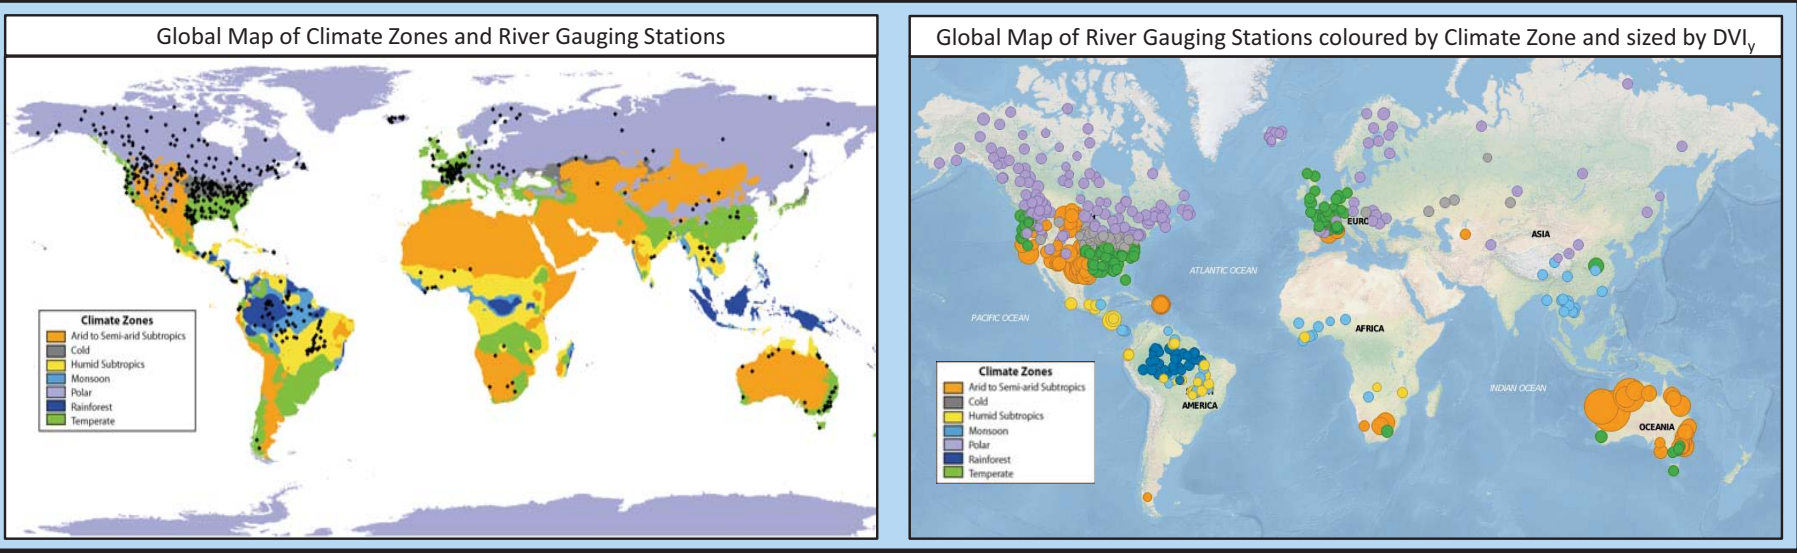 Global Map of Climate Zones and River Gauging Stations
Climate Zones
Arid to Semi-arid Subtropics
Cold
Humid Subtropics
Monsoon
Polar
Rainforest
Temperate
Global Map of River Gauging Stations coloured by Climate Zone and sized by DVIy
EURO
ASIA
ATLANTIC OCEAN
PACIFIC OCEAN
AFRICA
INDIAN OCEAN
AMERICA
OCEANIA
Climate Zones
Arid to Semi-arid Subtropics
Cold
Humid Subtropics
Monsoon
Polar
Rainforest
Temperate